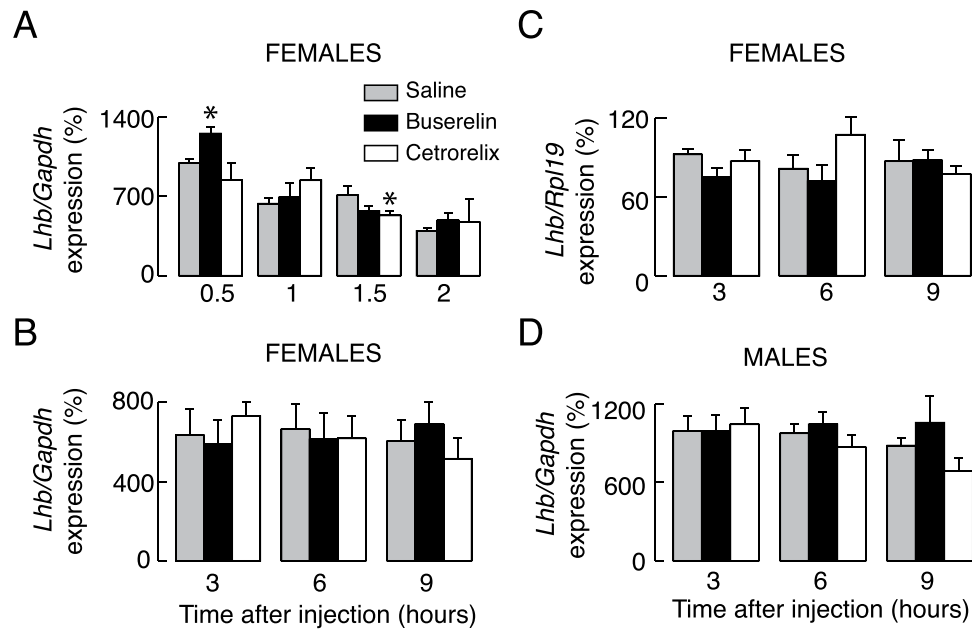 A
FEMALES
Lhb/Gapdh
expression (%)
1400
700
0
*
*
Saline
Buserelin
Cetrorelix
0.5 1 1.5 2
C
FEMALES
Lhb/Rpl19
expression (%)
120
60
0
3 6 9
B
FEMALES
Lhb/Gapdh
expression (%)
800
400
0
3 6 9
Time after injection (hours)
D
MALES
Lhb/Gapdh
expression (%)
1200
600
0
3 6 9
Time after injection (hours)